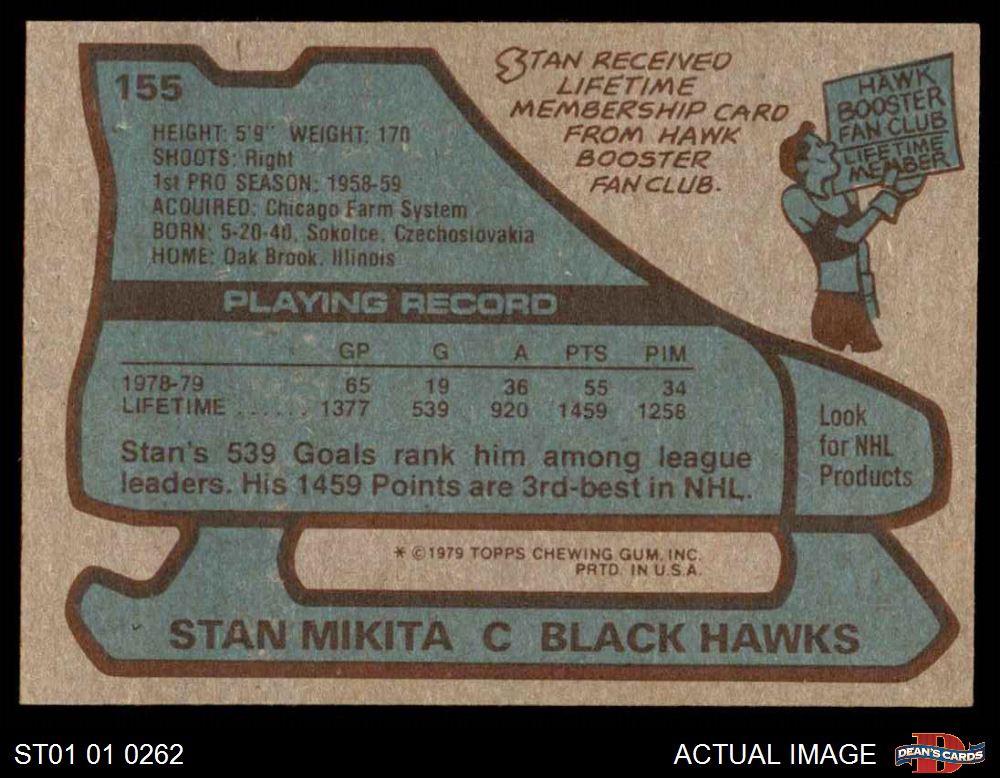 155
HEIGHT: 5'9" WEIGHT: 170
SHOOTS: Right
1st PRO SEASON: 1958-59
ACQUIRED: Chicago Farm System
BORN: 5-20-40, Sokolce, Czechoslovakia
HOME: Oak Brook, Illinois
STAN RECEIVED
LIFETIME
MEMBERSHIP CARD
FROM HAWK
BOOSTER
FAN CLUB.
HAWK
BOOSTER
FAN CLUB
LIFETIME
MEMBER
PLAYING RECORD
GP G A PTS PIM
1978-79 65 19 36 55 34
LIFETIME ...... 1377 539 920 1459 1258
Stan's 539 Goals rank him among league
leaders. His 1459 Points are 3rd-best in NHL.
Look
for NHL
Products
* © 1979 TOPPS CHEWING GUM, INC.
PRTD. IN U.S.A.
STAN MIKITA C BLACK HAWKS
ST01 01 0262
ACTUAL IMAGE
D
DEAN'S CARDS